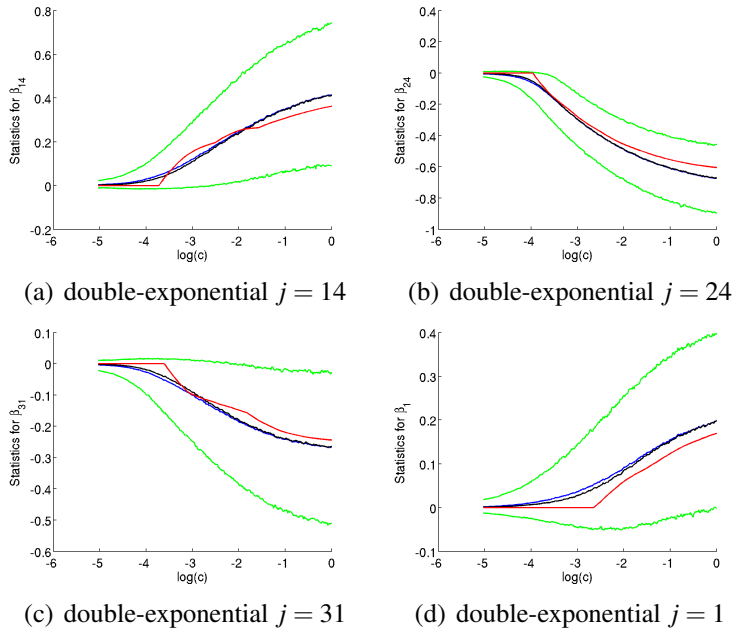 0.8
0.6
0.4
0.2
0
-0.2
-6 -5 -4 -3 -2 -1 0
log(c)
Statistics for β14
(a) double-exponential j = 14
0.4
0.2
0
-0.2
-0.4
-0.6
-0.8
-1
-6 -5 -4 -3 -2 -1 0
log(c)
Statistics for β24
(b) double-exponential j = 24
0.1
0
-0.1
-0.2
-0.3
-0.4
-0.5
-0.6
-6 -5 -4 -3 -2 -1 0
log(c)
Statistics for β31
(c) double-exponential j = 31
0.4
0.3
0.2
0.1
0
-0.1
-6 -5 -4 -3 -2 -1 0
log(c)
Statistics for β1
(d) double-exponential j = 1